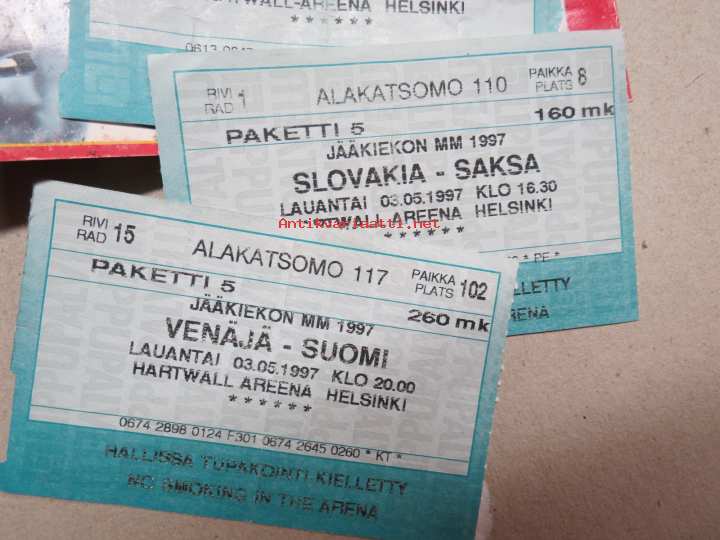 HARTWALL-AREENA HELSINKI
* * * * * *
RIVI RAD 1 ALAKATSOMO 110 PAIKKA PLATS 8
PAKETTI 5 160 mk
JÄÄKIEKON MM 1997
SLOVAKIA - SAKSA
LAUANTAI 03.05.1997 KLO 16.30
HARTWALL AREENA HELSINKI
* * * * * *
* PE *
LLETTY
ARENA
Antikvariaatti.net
RIVI RAD 15 ALAKATSOMO 117 PAIKKA PLATS 102
PAKETTI 5 260 mk
JÄÄKIEKON MM 1997
VENÄJÄ - SUOMI
LAUANTAI 03.05.1997 KLO 20.00
HARTWALL AREENA HELSINKI
* * * * * *
0674 2898 0124 F301 0674 2645 0260 * KT *
HALLISSA TUPAKOINTI KIELLETTY
NO SMOKING IN THE ARENA